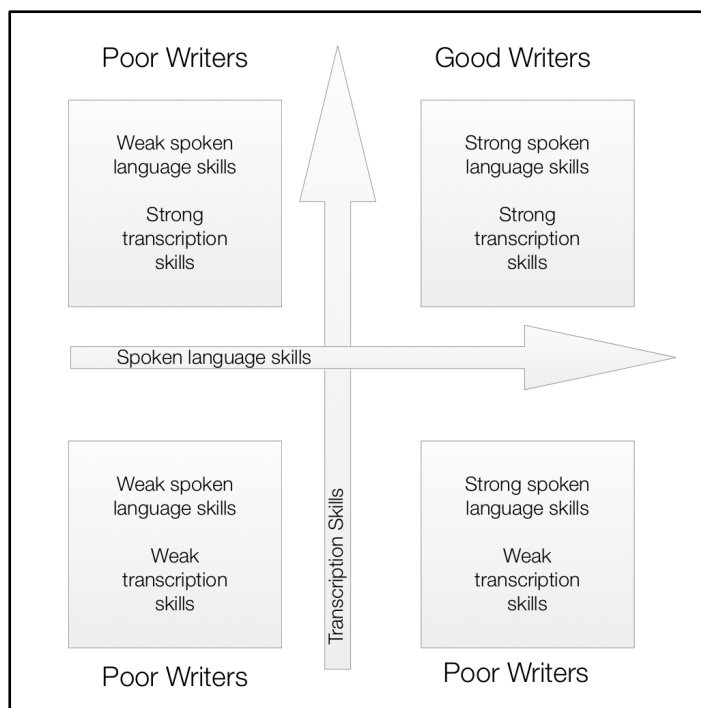 Poor Writers
Good Writers
Weak spoken
language skills
Strong
transcription
skills
Strong spoken
language skills
Strong
transcription
skills
Spoken language skills
Transcription Skills
Weak spoken
language skills
Weak
transcription
skills
Strong spoken
language skills
Weak
transcription
skills
Poor Writers
Poor Writers